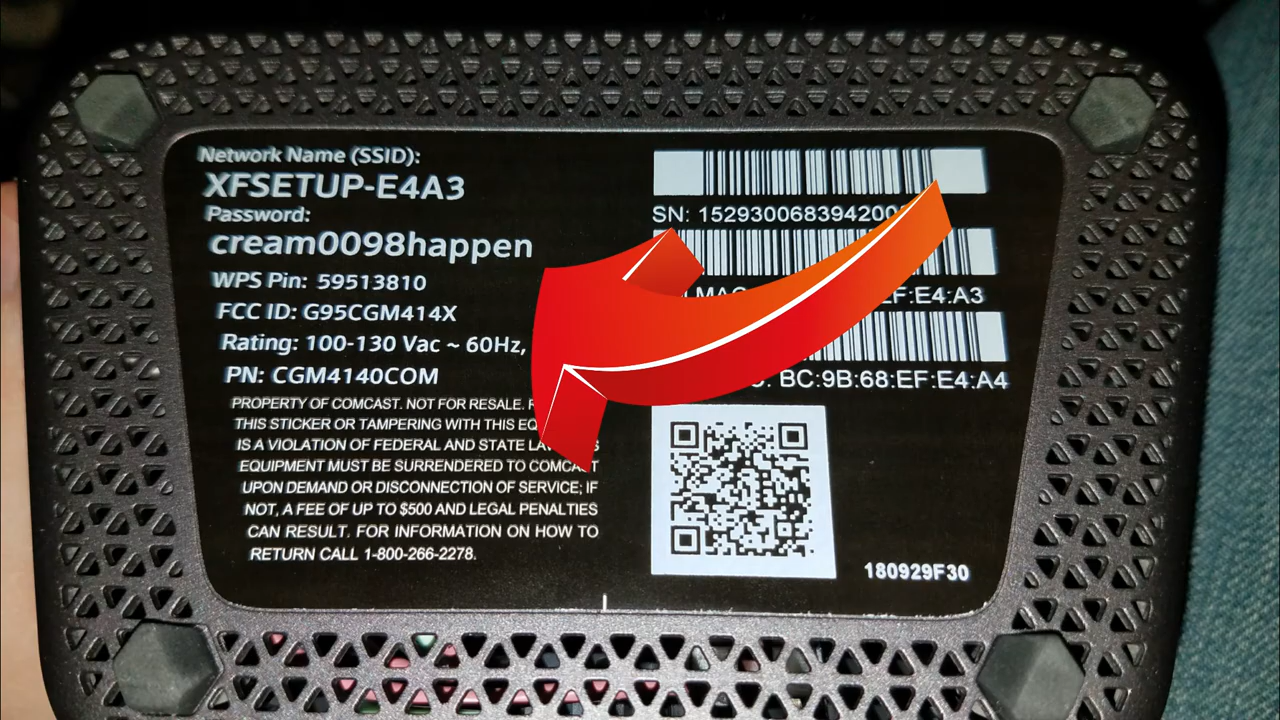 Network Name (SSID):
XFSETUP-E4A3
Password:
cream0098happen
WPS Pin: 59513810
FCC ID: G95CGM414X
Rating: 100-130 Vac ~ 60Hz,
PN: CGM4140COM
PROPERTY OF COMCAST. NOT FOR RESALE.
THIS STICKER OR TAMPERING WITH THIS
IS A VIOLATION OF FEDERAL AND STATE
EQUIPMENT MUST BE SURRENDERED TO COMCAST
UPON DEMAND OR DISCONNECTION OF SERVICE; IF
NOT, A FEE OF UP TO $500 AND LEGAL PENALTIES
CAN RESULT. FOR INFORMATION ON HOW TO
RETURN CALL 1-800-266-2278.
SN:
MAC
EF:E4:A3
BC:9B:68:EF:E4:A4
180929F30